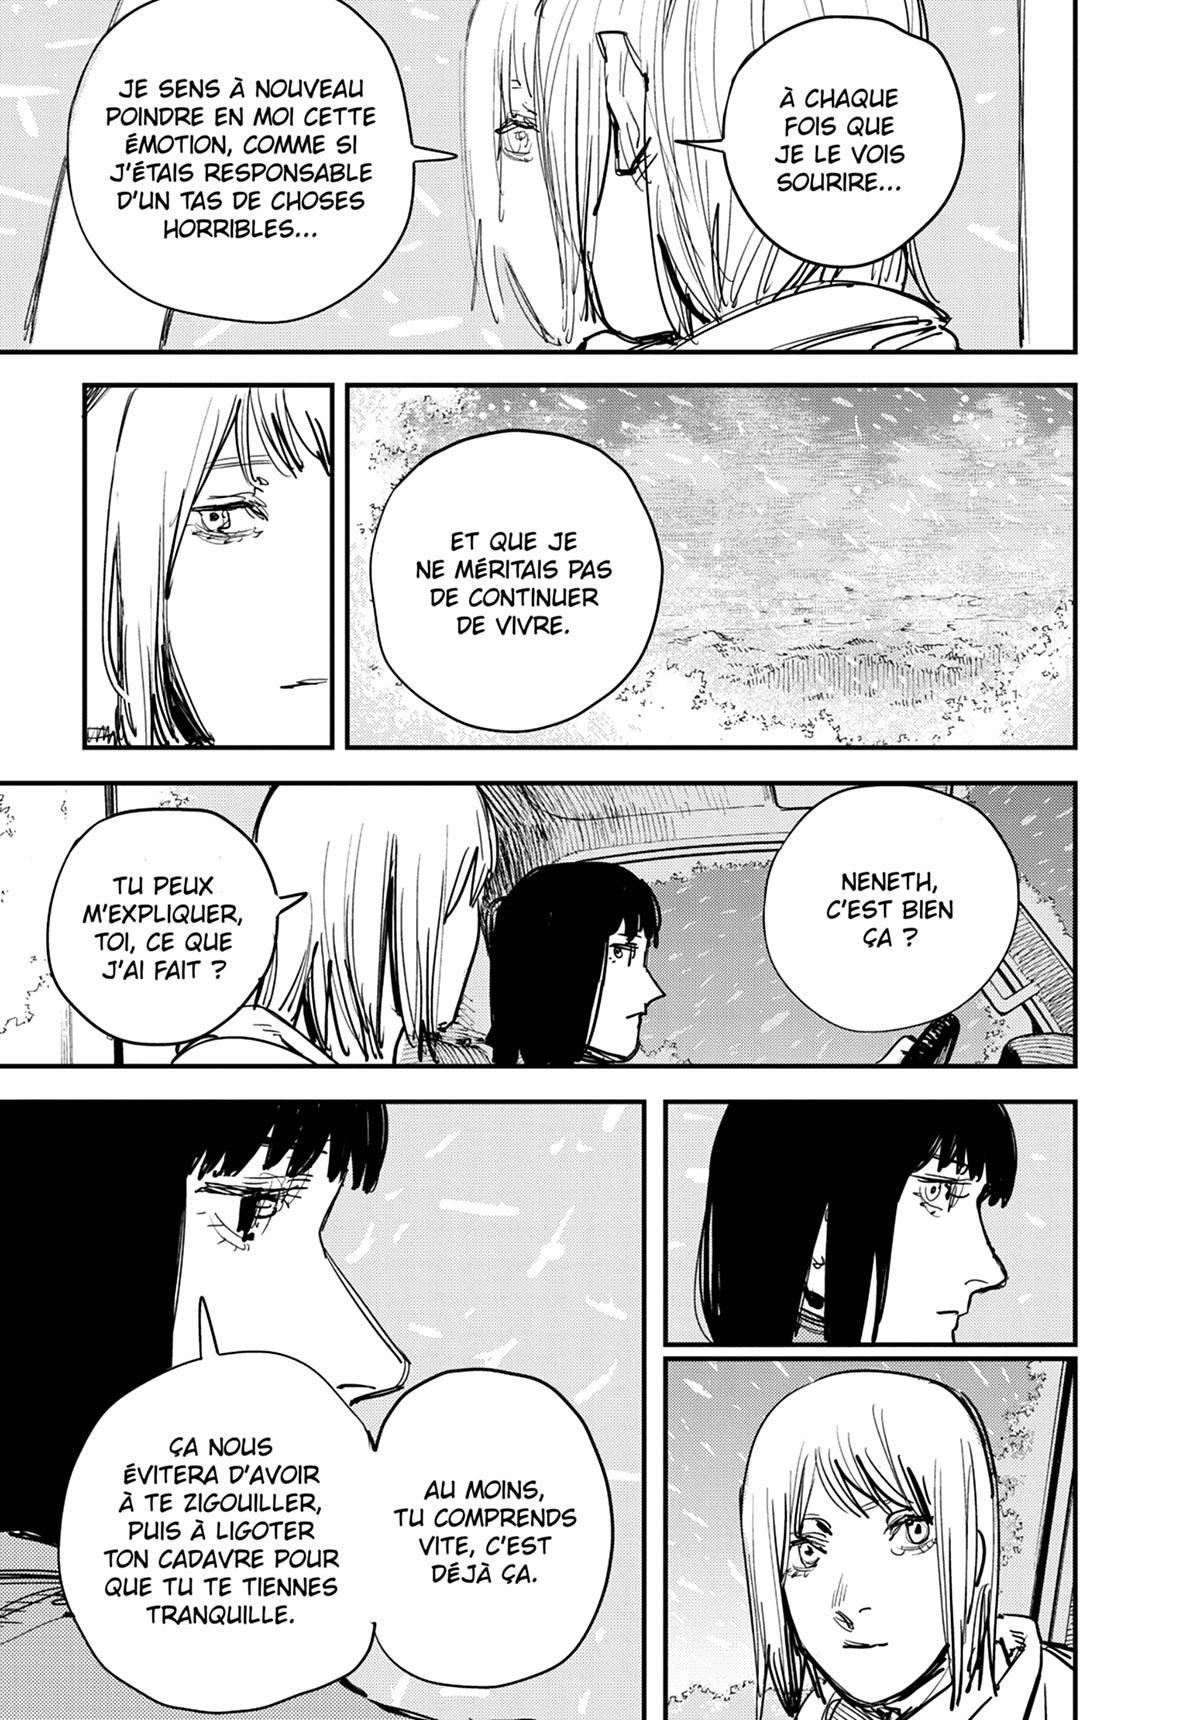 À CHAQUE
FOIS QUE
JE LE VOIS
SOURIRE...
JE SENS À NOUVEAU
POINDRE EN MOI CETTE
ÉMOTION, COMME SI
J'ÉTAIS RESPONSABLE
D'UN TAS DE CHOSES
HORRIBLES...
ET QUE JE
NE MÉRITAIS PAS
DE CONTINUER
DE VIVRE.
NENETH,
C'EST BIEN
ÇA ?
TU PEUX
M'EXPLIQUER,
TOI, CE QUE
J'AI FAIT ?
AU MOINS,
TU COMPRENDS
VITE, C'EST
DÉJÀ ÇA.
ÇA NOUS
ÉVITERA D'AVOIR
À TE ZIGOUILLER,
PUIS À LIGOTER
TON CADAVRE POUR
QUE TU TE TIENNES
TRANQUILLE.